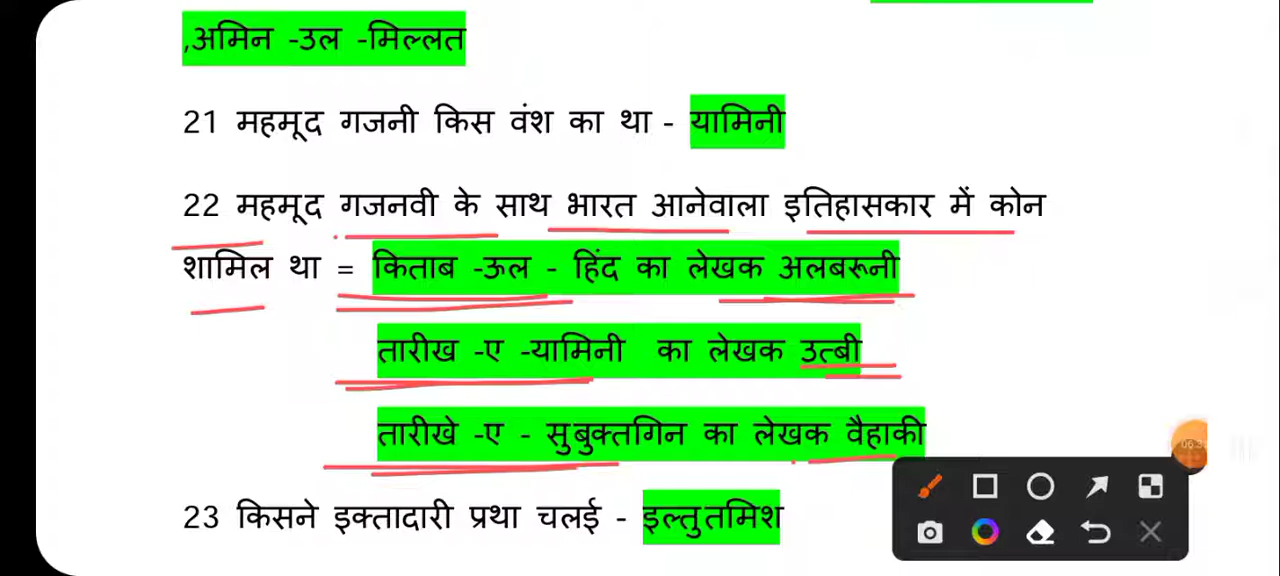 ,अमिन -उल -मिल्लत
21 महमूद गजनी किस वंश का था - यामिनी
22 महमूद गजनवी के साथ भारत आनेवाला इतिहासकार में कोन
शामिल था = किताब -ऊल - हिंद का लेखक अलबरूनी
तारीख -ए -यामिनी का लेखक उत्बी
तारीखे -ए - सुबुक्तगिन का लेखक वैहाकी
23 किसने इक्तादारी प्रथा चलई - इल्तुतमिश